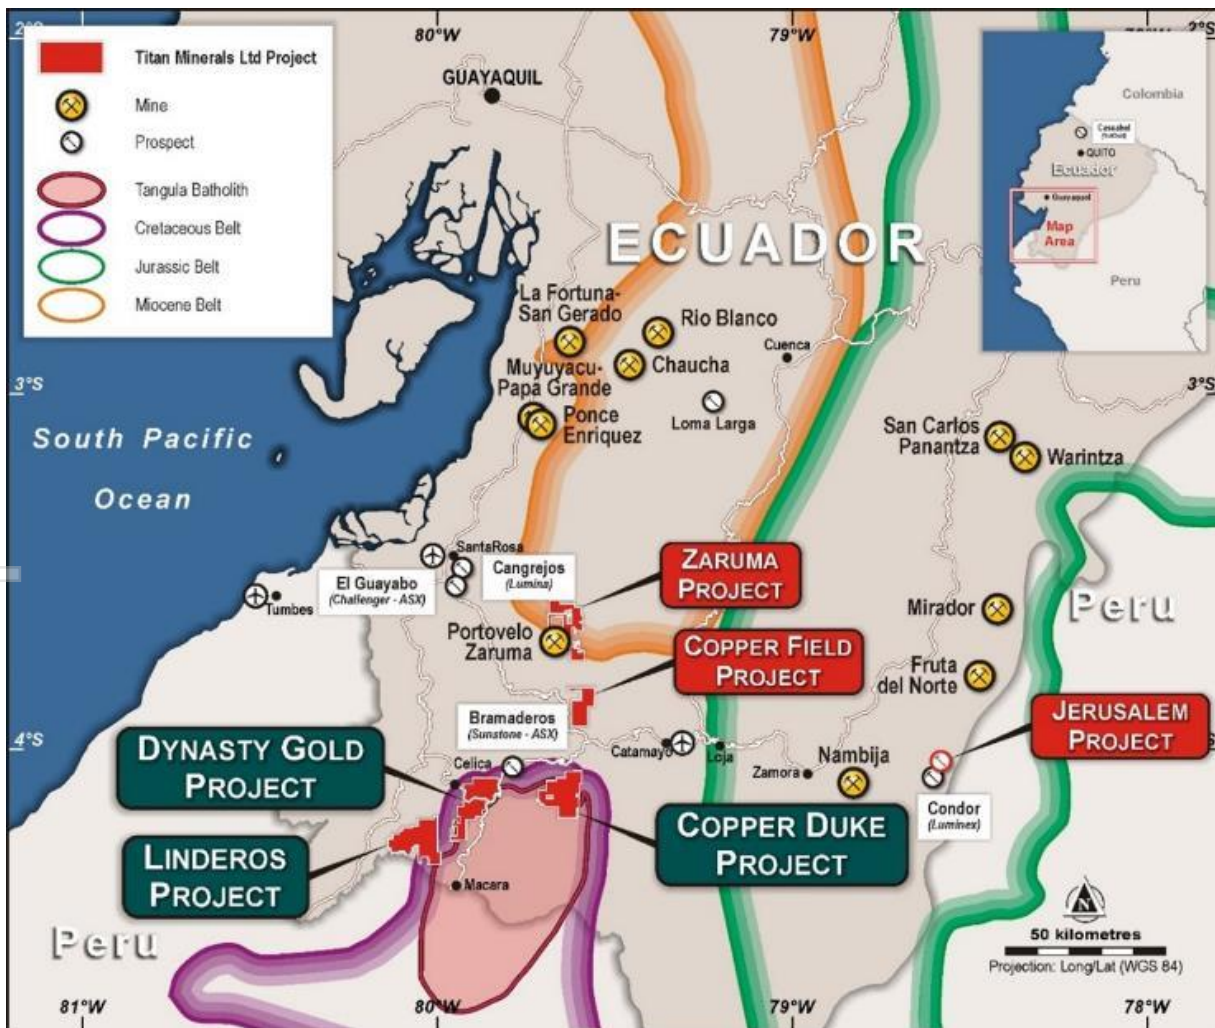 2°S
80°W
79°W
2°S
Titan Minerals Ltd Project
Mine
Prospect
Tangula Batholith
Cretaceous Belt
Jurassic Belt
Miocene Belt
GUAYAQUIL
Colombia
Cascabel
QUITO
Ecuador
Guayaquil
Map
Area
Peru
ECUADOR
La Fortuna-
San Gerado
Rio Blanco
Cuenca
Muyuyacu-
Papa Grande
Chaucha
3°S
3°S
Loma Larga
Ponce
Enriquez
South Pacific
Ocean
San Carlos
Panantza
Warintza
SantaRosa
El Guayabo
(Challenger - ASX)
Cangrejos
(Lumina)
ZARUMA
PROJECT
Tumbes
Mirador
Peru
Portovelo
Zaruma
COPPER FIELD
PROJECT
Fruta
del Norte
Bramaderos
(Sunstone - ASX)
JERUSALEM
PROJECT
4°S
4°S
DYNASTY GOLD
PROJECT
Celica
Catamayo
Loja
Zamora
Nambija
Condor
(Luminex)
COPPER DUKE
PROJECT
LINDEROS
PROJECT
Macara
Peru
N
50 kilometres
Projection: Long/Lat (WGS 84)
81°W
80°W
79°W
78°W